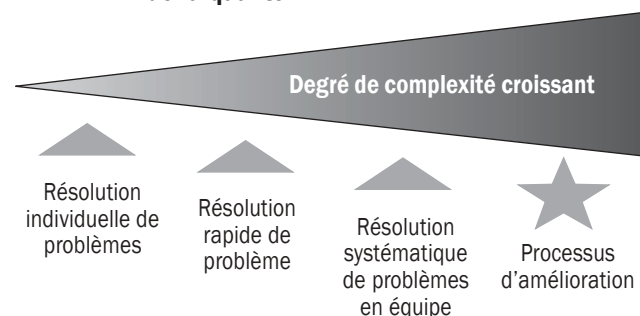 Degré de complexité croissant
Résolution
individuelle de
problèmes
Résolution
rapide de
problème
Résolution
systématique
de problèmes
en équipe
Processus
d'amélioration